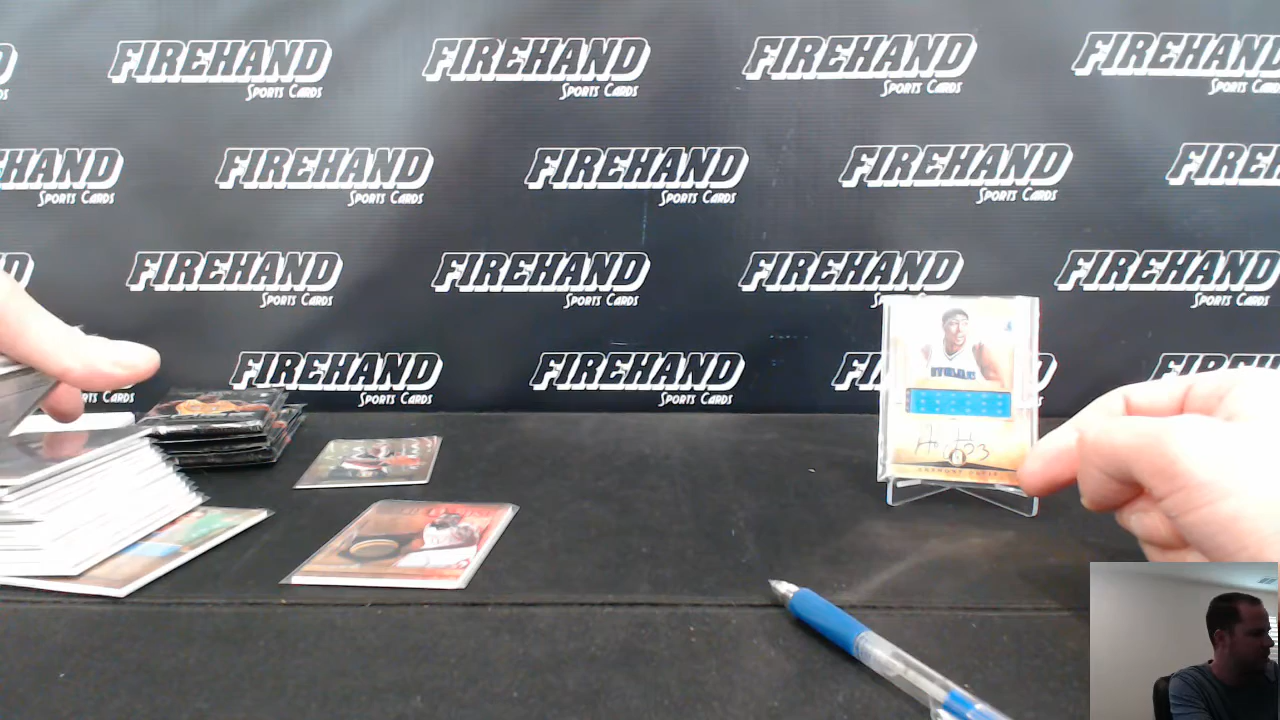 FIREHAND FIREHAND FIREHAND FIREHAND
SPORTS CARDS SPORTS CARDS SPORTS CARDS SPORTS
HAND FIREHAND FIREHAND FIREHAND FIRE
SPORTS CARDS SPORTS CARDS SPORTS CARDS SPORTS CARDS
FIREHAND FIREHAND FIREHAND FIREHAND
SPORTS CARDS SPORTS CARDS SPORTS CARDS SPORTS CARDS
FIREHAND FIREHAND FIREHAND
CARDS SPORTS CARDS SPORTS CARDS